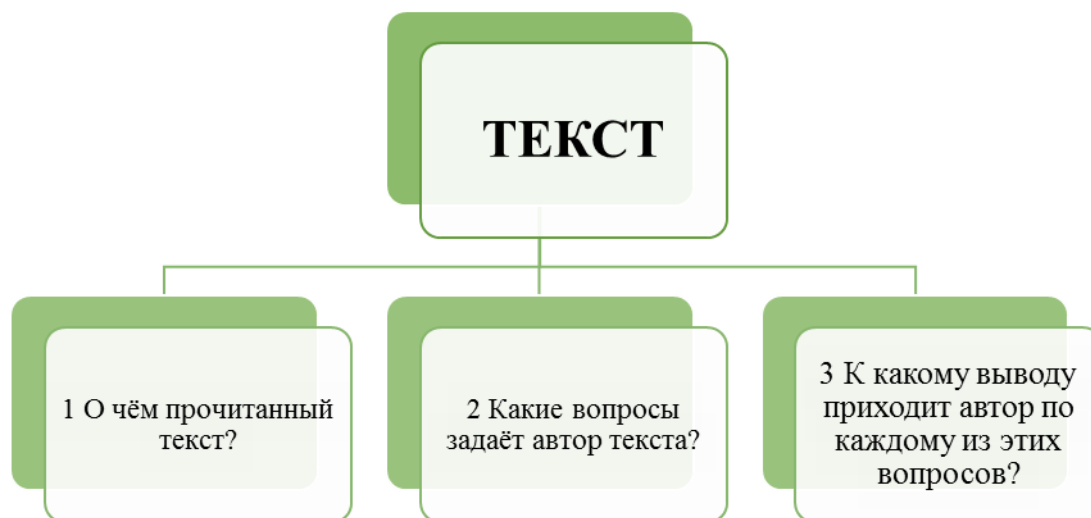 ТЕКСТ
1 О чём прочитанный
текст?
2 Какие вопросы
задаёт автор текста?
3 К какому выводу
приходит автор по
каждому из этих
вопросов?